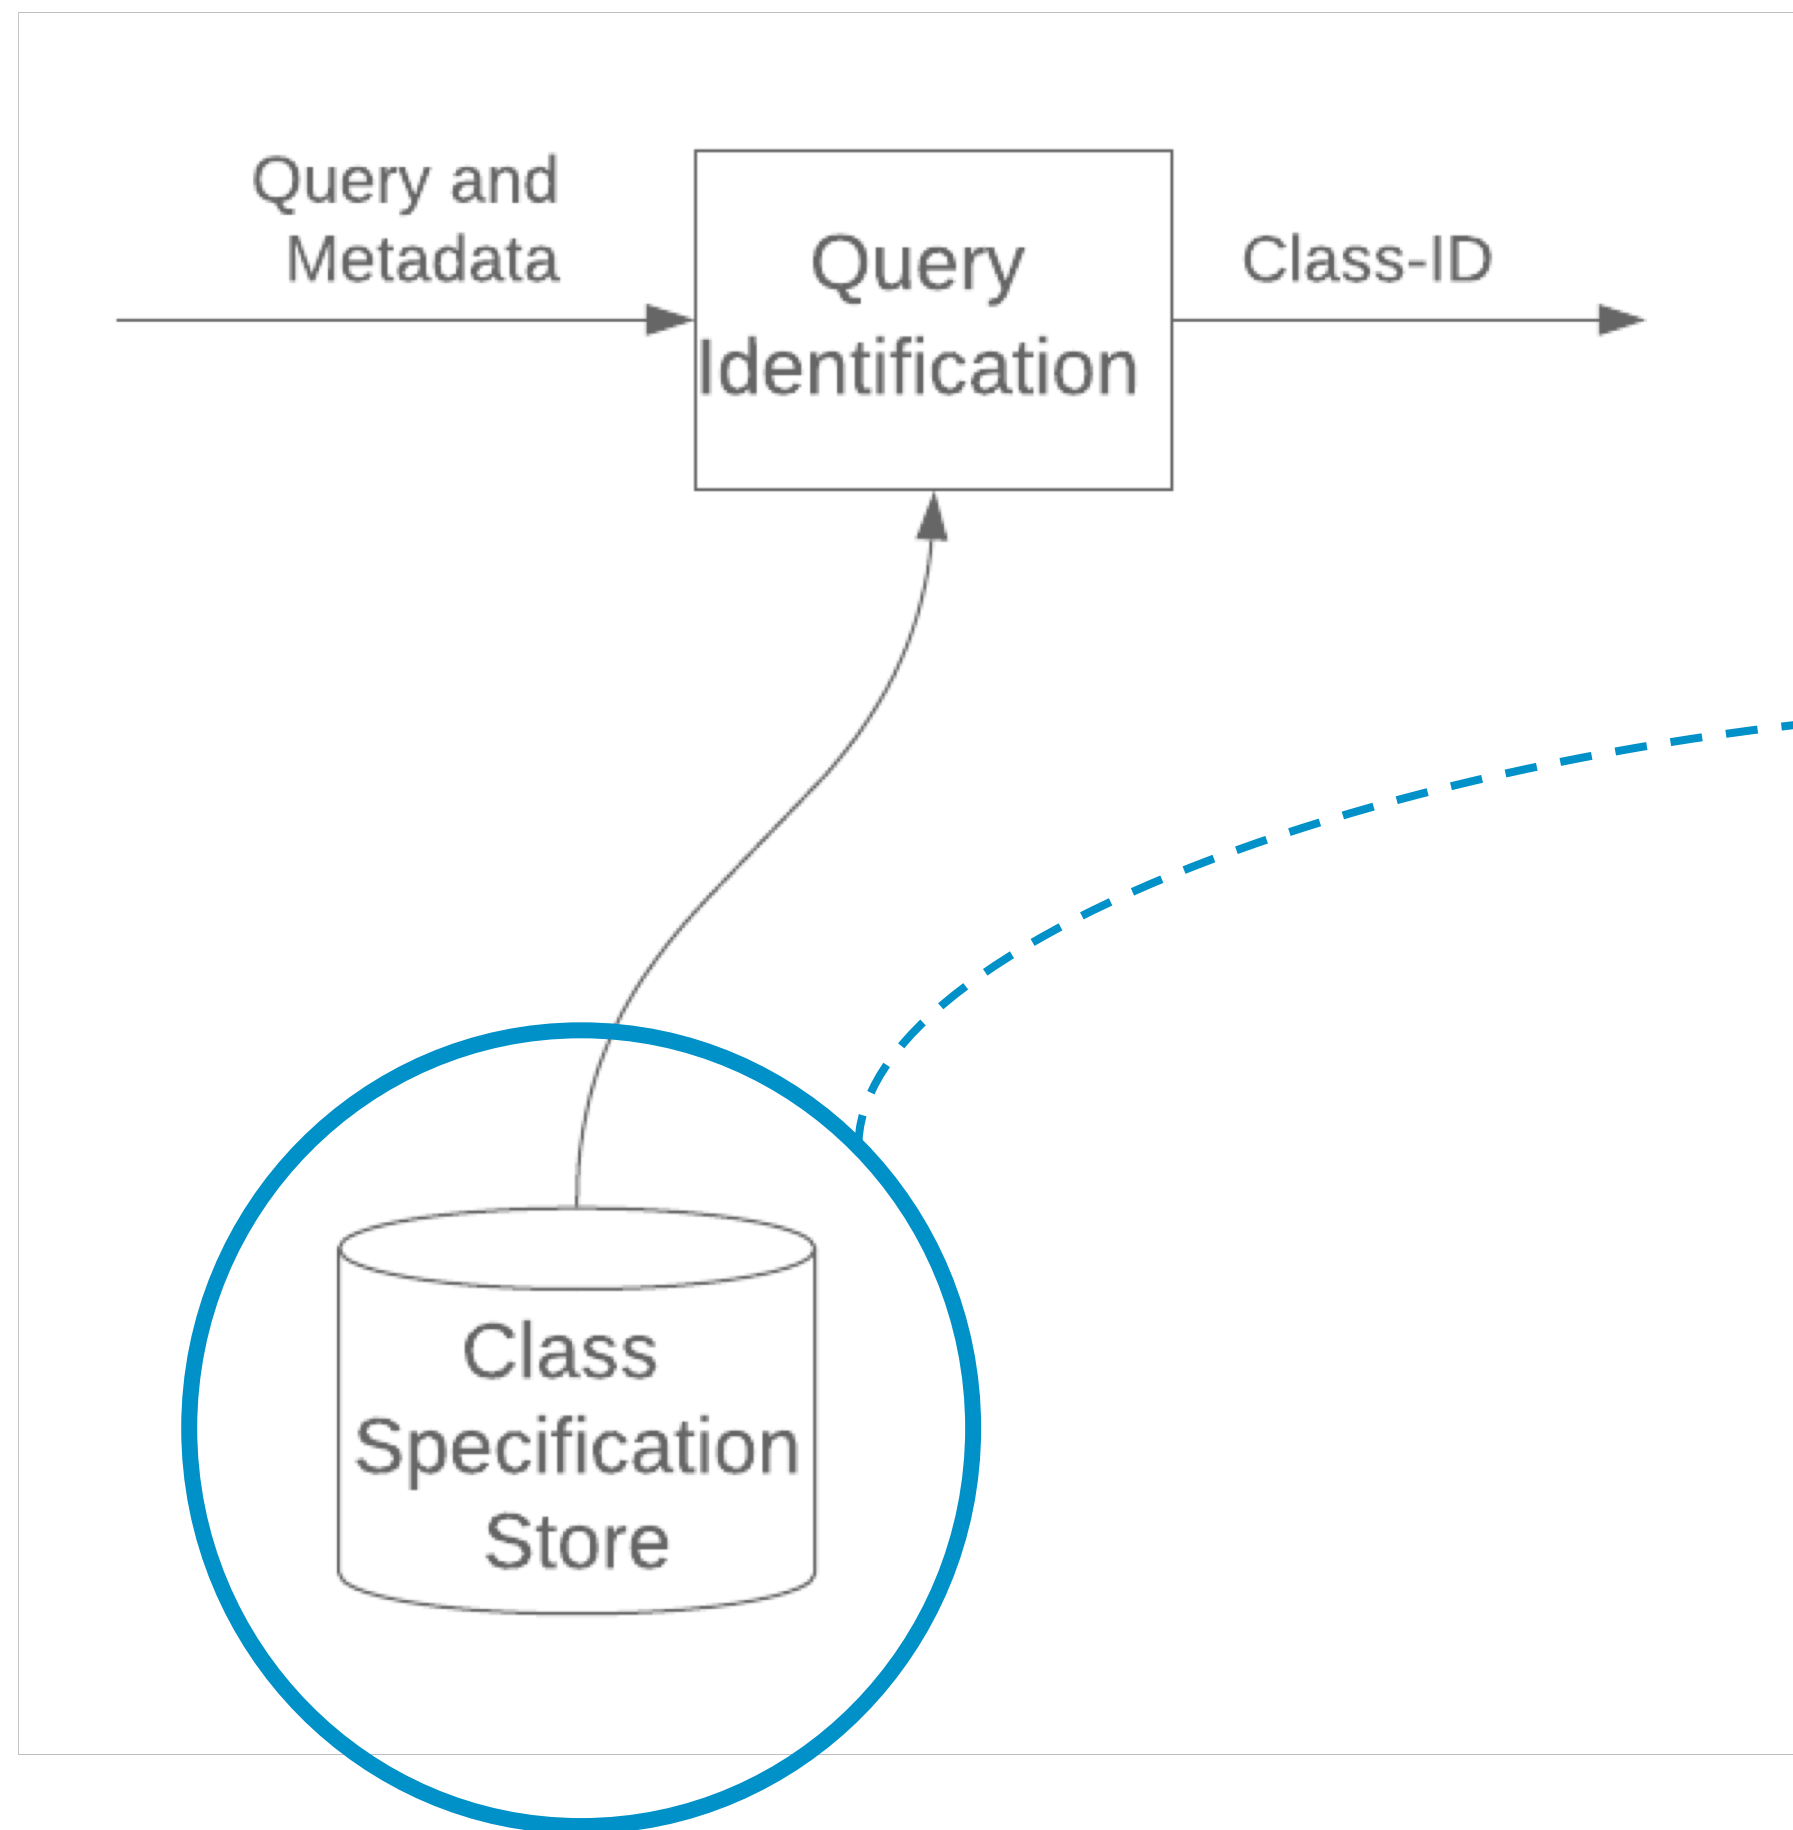 Query and
Metadata
Query
Identification
Class-ID
Class
Specification
Store